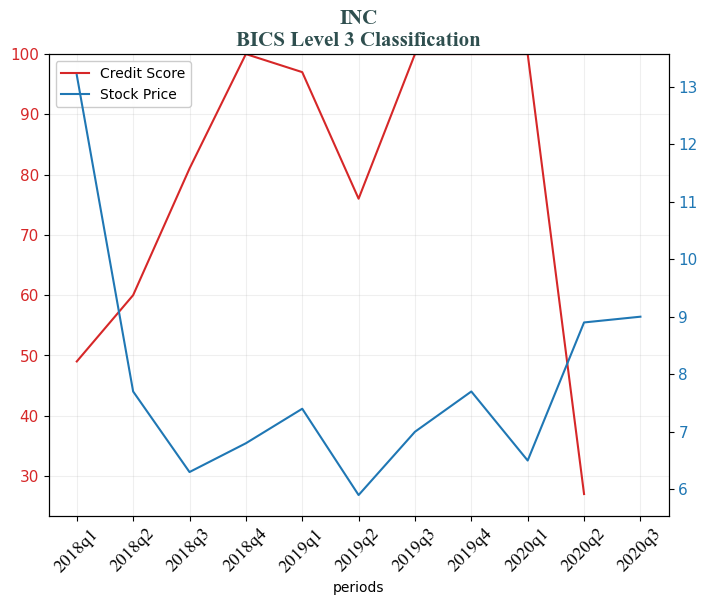 INC
BICS Level 3 Classification
Credit Score
Stock Price
100
90
80
70
60
50
40
30
13
12
11
10
9
8
7
6
2018q1
2018q2
2018q3
2018q4
2019q1
2019q2
2019q3
2019q4
2020q1
2020q2
2020q3
periods